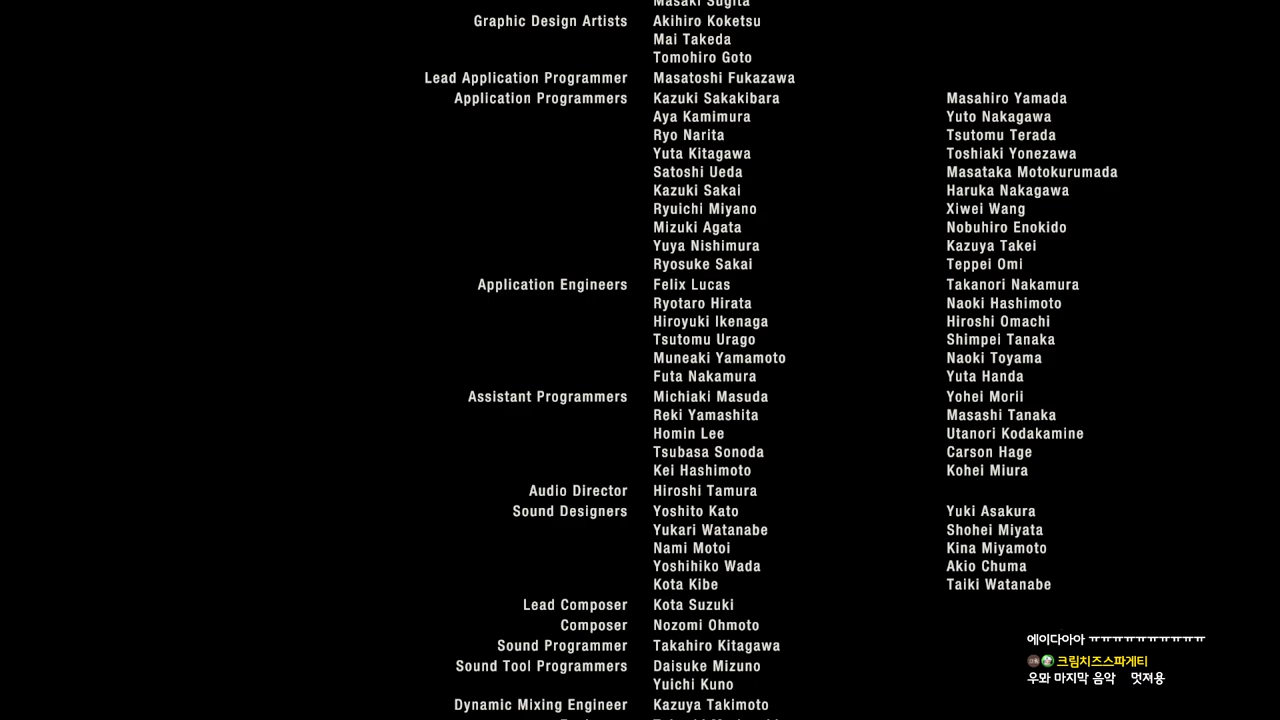 Masaki Sugita
Graphic Design Artists Akihiro Koketsu
Mai Takeda
Tomohiro Goto
Lead Application Programmer Masatoshi Fukazawa
Application Programmers Kazuki Sakakibara Masahiro Yamada
Aya Kamimura Yuto Nakagawa
Ryo Narita Tsutomu Terada
Yuta Kitagawa Toshiaki Yonezawa
Satoshi Ueda Masataka Motokurumada
Kazuki Sakai Haruka Nakagawa
Ryuichi Miyano Xiwei Wang
Mizuki Agata Nobuhiro Enokido
Yuya Nishimura Kazuya Takei
Ryosuke Sakai Teppei Omi
Application Engineers Felix Lucas Takanori Nakamura
Ryotaro Hirata Naoki Hashimoto
Hiroyuki Ikenaga Hiroshi Omachi
Tsutomu Urago Shimpei Tanaka
Muneaki Yamamoto Naoki Toyama
Futa Nakamura Yuta Handa
Assistant Programmers Michiaki Masuda Yohei Morii
Reki Yamashita Masashi Tanaka
Homin Lee Utanori Kodakamine
Tsubasa Sonoda Carson Hage
Kei Hashimoto Kohei Miura
Audio Director Hiroshi Tamura
Sound Designers Yoshito Kato Yuki Asakura
Yukari Watanabe Shohei Miyata
Nami Motoi Kina Miyamoto
Yoshihiko Wada Akio Chuma
Kota Kibe Taiki Watanabe
Lead Composer Kota Suzuki
Composer Nozomi Ohmoto
Sound Programmer Takahiro Kitagawa
에이다아아 ㅠㅠㅠㅠㅠㅠㅠㅠㅠㅠ
크림치즈스파게티
Sound Tool Programmers Daisuke Mizuno
우와 마지막 음악 멋져용
Yuichi Kuno
Dynamic Mixing Engineer Kazuya Takimoto